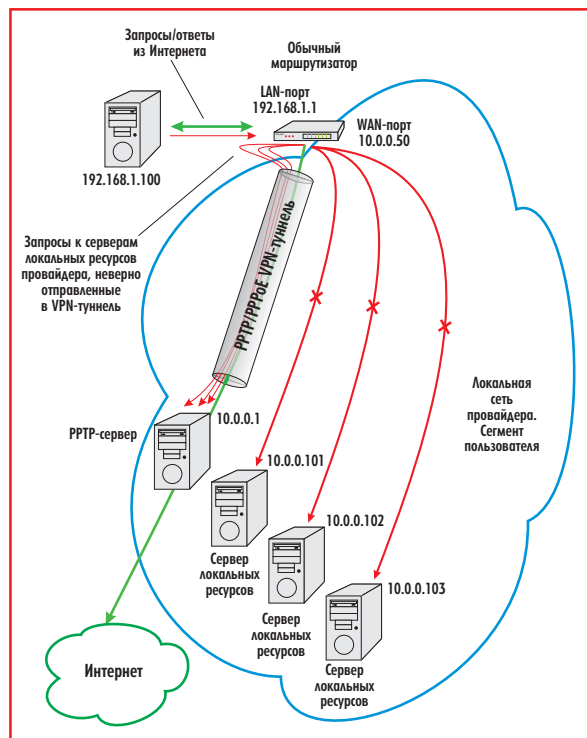 Запросы/ответы
из Интернета
Обычный
маршрутизатор
LAN-порт
192.168.1.1
WAN-порт
10.0.0.50
192.168.1.100
Запросы к серверам
локальных ресурсов
провайдера, неверно
отправленные
в VPN-туннель
PPTP/PPPoE VPN-туннель
Локальная
сеть
провайдера.
Сегмент
пользователя
PPTP-сервер
10.0.0.1
10.0.0.101
Сервер
локальных
ресурсов
10.0.0.102
Сервер
локальных
ресурсов
10.0.0.103
Сервер
локальных
ресурсов
Интернет